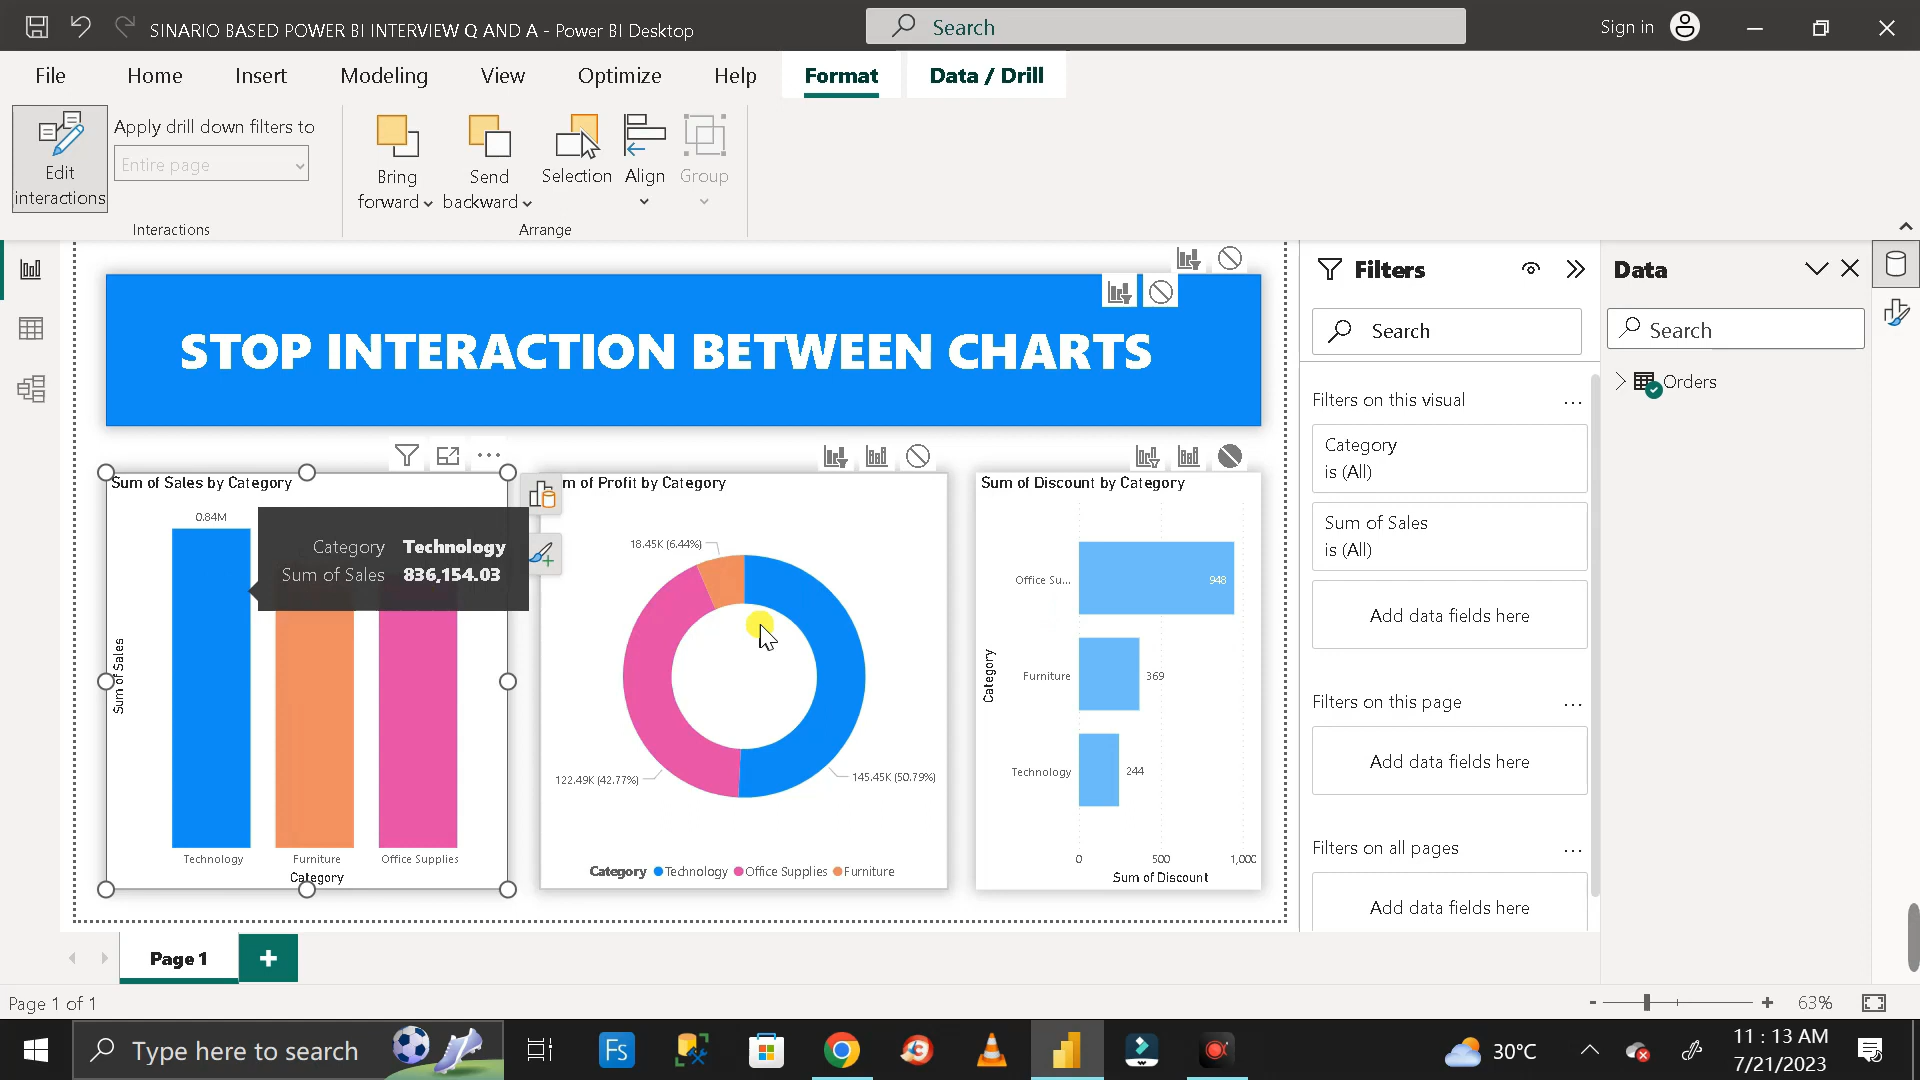 SINARIO BASED POWER BI INTERVIEW Q AND A - Power BI Desktop
Search
Sign in
File
Home
Insert
Modeling
View
Optimize
Help
Format
Data / Drill
Edit
interactions
Apply drill down filters to
Entire page
Interactions
Bring
forward
Send
backward
Selection
Align
Group
Arrange
STOP INTERACTION BETWEEN CHARTS
Sum of Sales by Category
0.84M
Category Technology
Sum of Sales 836,154.03
Sum of Sales
Technology
Furniture
Office Supplies
Category
m of Profit by Category
18.45K (6.44%)
122.49K (42.77%)
145.45K (50.79%)
Category Technology Office Supplies Furniture
Sum of Discount by Category
Category
Office Su...
948
Furniture
369
Technology
244
0
500
1,000
Sum of Discount
Filters
Search
Filters on this visual
...
Category
is (All)
Sum of Sales
is (All)
Add data fields here
Filters on this page
...
Add data fields here
Filters on all pages
...
Add data fields here
Data
Search
Orders
Page 1
Page 1 of 1
63%
Type here to search
Fs
30°C
11 : 13 AM
7/21/2023